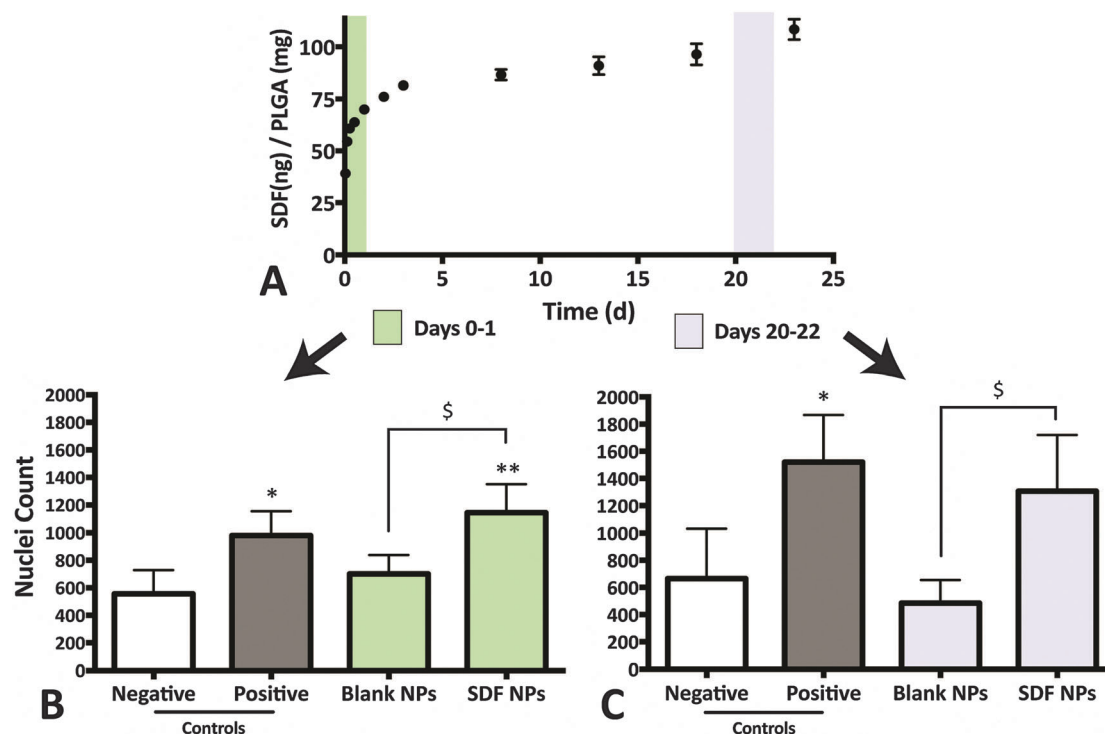 SDF(ng) / PLGA (mg)
100
75
50
25
0
0 5 10 15 20 25
Time (d)
A
Days 0-1
Days 20-22
Nuclei Count
2000
1800
1600
1400
1200
1000
800
600
400
200
0
*
$
**
Negative Positive Blank NPs SDF NPs
Controls
B
2000
1800
1600
1400
1200
1000
800
600
400
200
0
*
$
Negative Positive Blank NPs SDF NPs
Controls
C